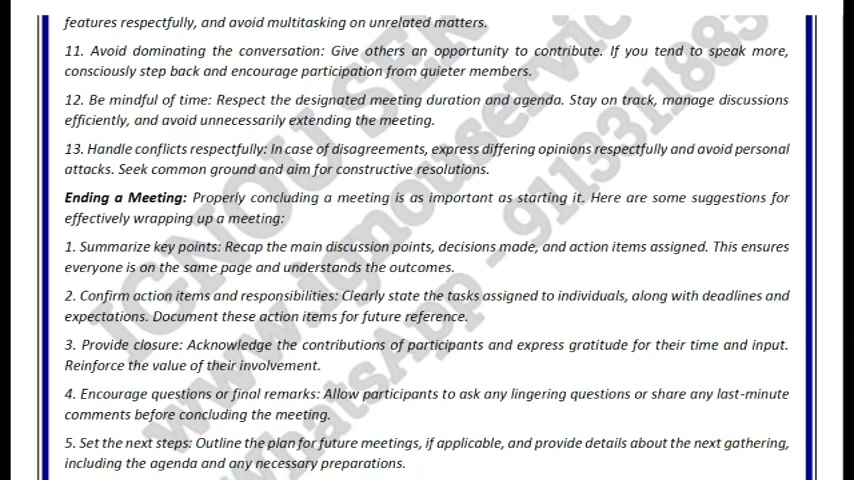 features respectfully, and avoid multitasking on unrelated matters.
11. Avoid dominating the conversation: Give others an opportunity to contribute. If you tend to speak more,
consciously step back and encourage participation from quieter members.
12. Be mindful of time: Respect the designated meeting duration and agenda. Stay on track, manage discussions
efficiently, and avoid unnecessarily extending the meeting.
13. Handle conflicts respectfully: In case of disagreements, express differing opinions respectfully and avoid personal
attacks. Seek common ground and aim for constructive resolutions.
Ending a Meeting: Properly concluding a meeting is as important as starting it. Here are some suggestions for
effectively wrapping up a meeting:
1. Summarize key points: Recap the main discussion points, decisions made, and action items assigned. This ensures
everyone is on the same page and understands the outcomes.
2. Confirm action items and responsibilities: Clearly state the tasks assigned to individuals, along with deadlines and
expectations. Document these action items for future reference.
3. Provide closure: Acknowledge the contributions of participants and express gratitude for their time and input.
Reinforce the value of their involvement.
4. Encourage questions or final remarks: Allow participants to ask any lingering questions or share any last-minute
comments before concluding the meeting.
5. Set the next steps: Outline the plan for future meetings, if applicable, and provide details about the next gathering,
including the agenda and any necessary preparations.
IGNOU SER
www.ignouservic
WhatsApp - 9113311883